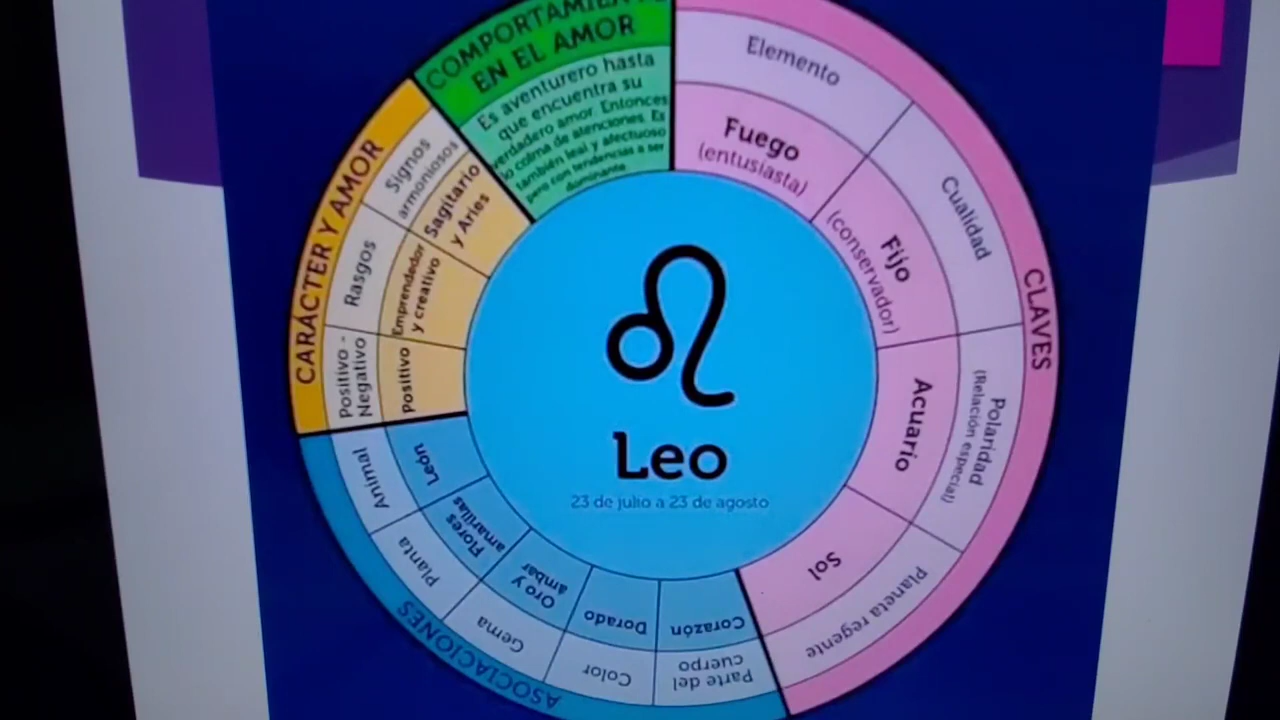 COMPORTAMIENTO
EN EL AMOR
Es aventurero hasta
que encuentra su
verdadero amor. Entonces
lo colma de atenciones. Es
también leal y afectuoso
pero con tendencias a ser
dominante
Elemento
Fuego
(entusiasta)
Cualidad
Fijo
(conservador)
CLAVES
Polaridad
(Relación especial)
Acuario
Planeta regente
Sol
Parte del
cuerpo
Corazón
Color
Dorado
Gema
Oro y
ambar
Planta
Flores
amarillas
Animal
León
ASOCIACIONES
Positivo -
Negativo
Positivo
Rasgos
Emprendedor
y creativo
Signos
armoniosos
Sagitario
y Aries
CARÁCTER Y AMOR
Leo
23 de julio a 23 de agosto